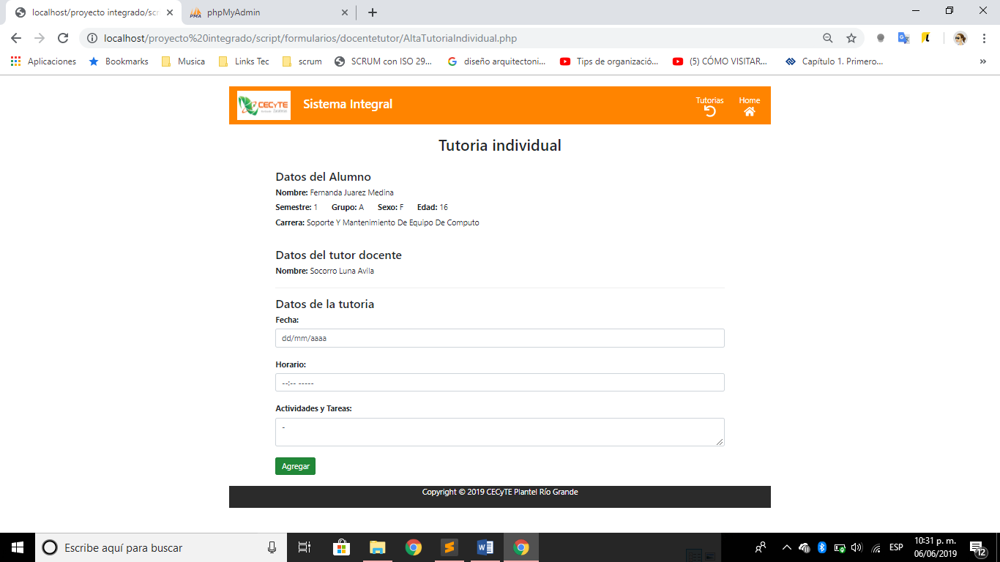 localhost/proyecto integrado/scr
phpMyAdmin
localhost/proyecto%20integrado/script/formularios/docentetutor/AltaTutoriaIndividual.php
Aplicaciones
Bookmarks
Musica
Links Tec
scrum
SCRUM con ISO 29...
diseño arquitectoni...
Tips de organizació...
(5) CÓMO VISITAR...
Capítulo 1. Primero...
»
CECyTE
Sistema Integral
Tutorias
Home
Tutoria individual
Datos del Alumno
Nombre: Fernanda Juarez Medina
Semestre: 1 Grupo: A Sexo: F Edad: 16
Carrera: Soporte Y Mantenimiento De Equipo De Computo
Datos del tutor docente
Nombre: Socorro Luna Avila
Datos de la tutoria
Fecha:
dd/mm/aaaa
Horario:
--:-- -----
Actividades y Tareas:
-
Agregar
Copyright © 2019 CECyTE Plantel Río Grande
Escribe aquí para buscar
ESP
10:31 p. m.
06/06/2019
12